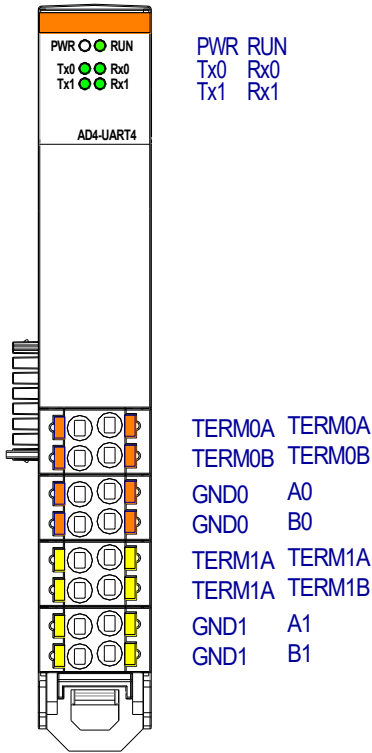 PWR RUN
Tx0 Rx0
Tx1 Rx1
AD4-UART4
PWR RUN
Tx0 Rx0
Tx1 Rx1
TERM0A TERM0A
TERM0B TERM0B
GND0 A0
GND0 B0
TERM1A TERM1A
TERM1A TERM1B
GND1 A1
GND1 B1